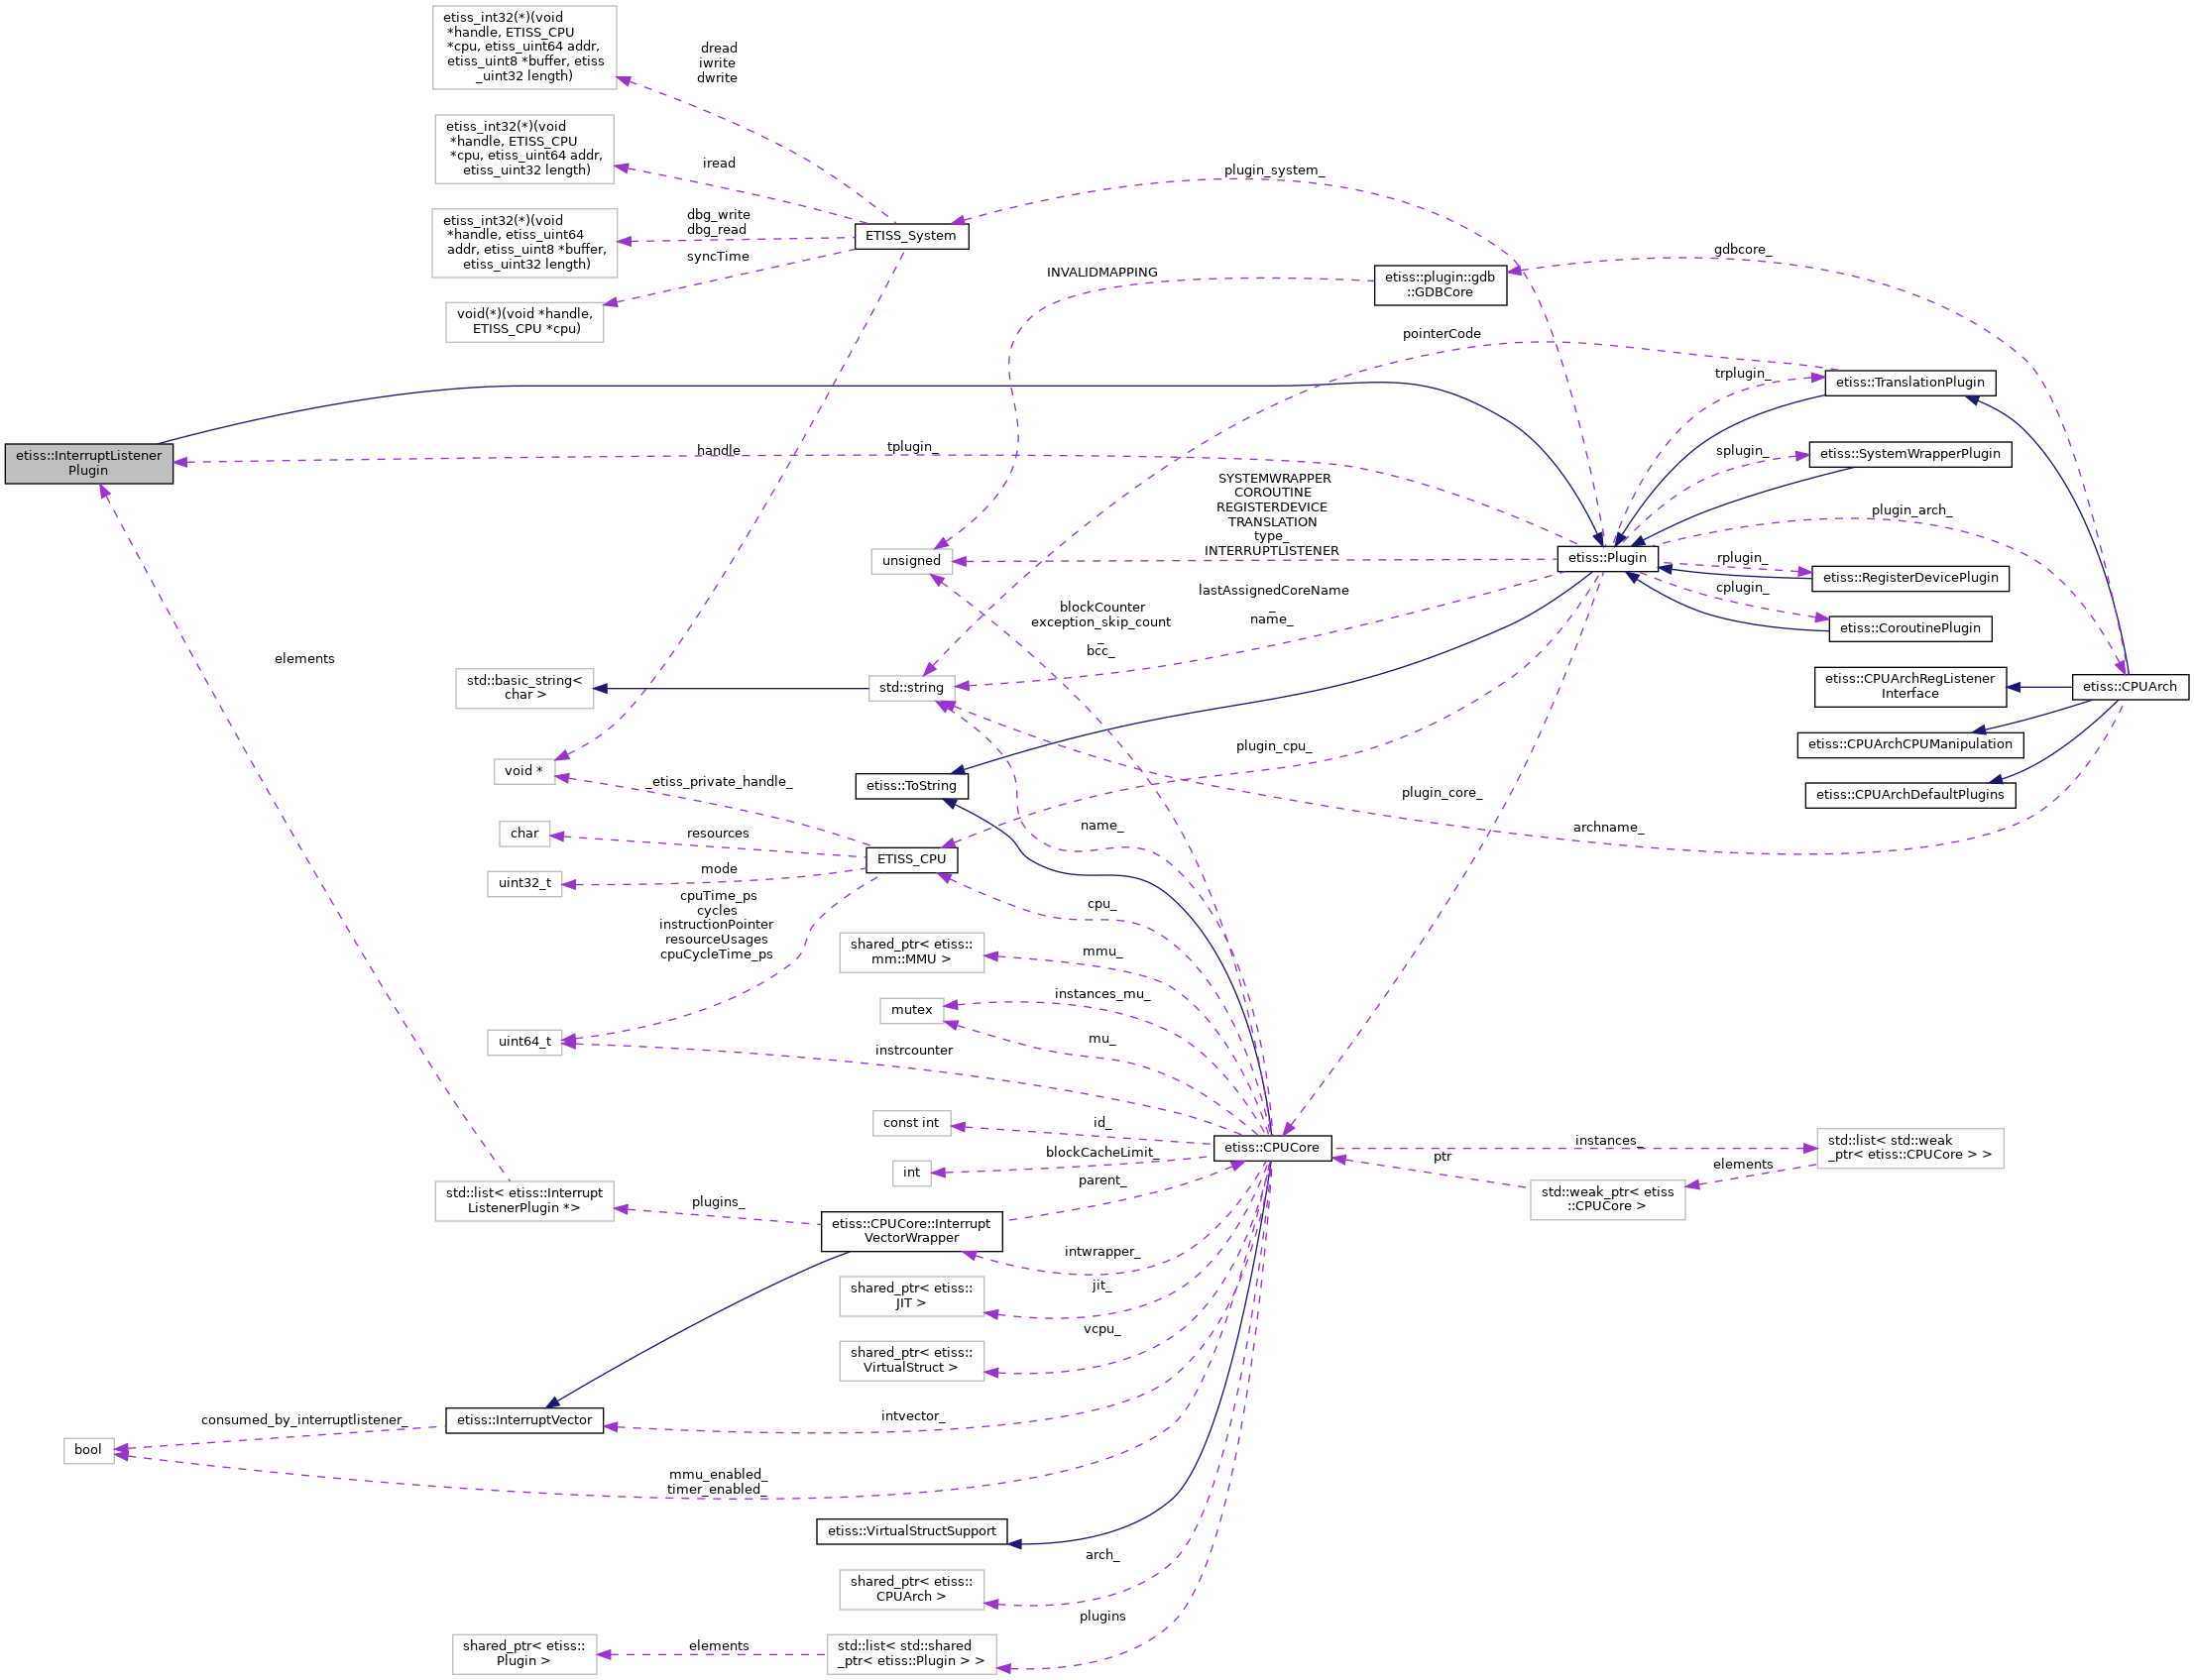 etiss_int32(*)(void
*handle, ETISS_CPU
*cpu, etiss_uint64 addr,
etiss_uint8 *buffer, etiss
_uint32 length)
dread
iwrite
dwrite
etiss_int32(*)(void
*handle, ETISS_CPU
*cpu, etiss_uint64 addr,
etiss_uint32 length)
iread
plugin_system_
etiss_int32(*)(void
*handle, etiss_uint64
addr, etiss_uint8 *buffer,
etiss_uint32 length)
dbg_write
dbg_read
ETISS_System
syncTime
void(*)(void *handle,
ETISS_CPU *cpu)
INVALIDMAPPING
etiss::plugin::gdb
::GDBCore
gdbcore_
pointerCode
trplugin_
etiss::TranslationPlugin
etiss::InterruptListener
Plugin
handle
tplugin_
splugin_
etiss::SystemWrapperPlugin
SYSTEMWRAPPER
COROUTINE
REGISTERDEVICE
TRANSLATION
type_
INTERRUPTLISTENER
plugin_arch_
unsigned
etiss::Plugin
rplugin_
etiss::RegisterDevicePlugin
cplugin_
etiss::CoroutinePlugin
lastAssignedCoreName
_
name_
blockCounter
exception_skip_count
_
bcc_
elements
std::basic_string<
char >
std::string
etiss::CPUArchRegListener
Interface
etiss::CPUArch
etiss::CPUArchCPUManipulation
etiss::CPUArchDefaultPlugins
plugin_cpu_
void *
_etiss_private_handle_
etiss::ToString
plugin_core_
archname_
name_
char
resources
ETISS_CPU
uint32_t
mode
cpuTime_ps
cycles
instructionPointer
resourceUsages
cpuCycleTime_ps
cpu_
shared_ptr< etiss::
mm::MMU >
mmu_
mutex
instances_mu_
mu_
uint64_t
instrcounter
const int
id_
int
blockCacheLimit_
etiss::CPUCore
instances_
std::list< std::weak
_ptr< etiss::CPUCore > >
ptr
elements
std::weak_ptr< etiss
::CPUCore >
parent_
std::list< etiss::Interrupt
ListenerPlugin *>
plugins_
etiss::CPUCore::Interrupt
VectorWrapper
intwrapper_
shared_ptr< etiss::
JIT >
jit_
shared_ptr< etiss::
VirtualStruct >
vcpu_
consumed_by_interruptlistener_
etiss::InterruptVector
intvector_
bool
mmu_enabled_
timer_enabled_
etiss::VirtualStructSupport
arch_
shared_ptr< etiss::
CPUArch >
plugins
shared_ptr< etiss::
Plugin >
elements
std::list< std::shared
_ptr< etiss::Plugin > >